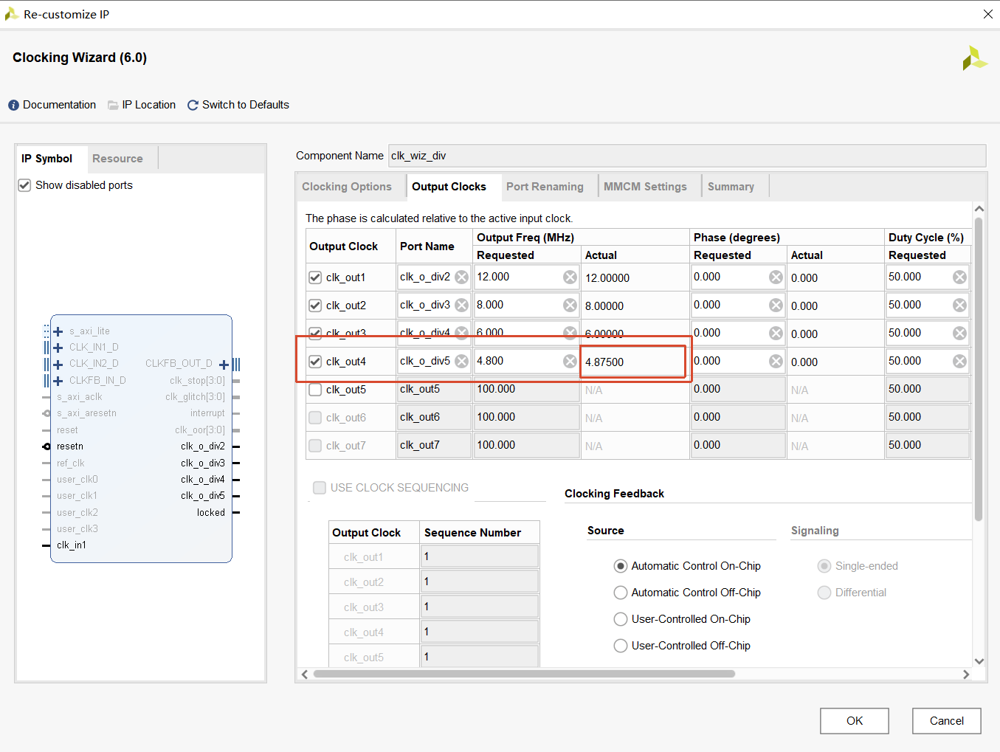 Re-customize IP
Clocking Wizard (6.0)
Documentation IP Location Switch to Defaults
IP Symbol Resource
Show disabled ports
s_axi_lite
CLK_IN1_D
CLK_IN2_D CLKFB_OUT_D
CLKFB_IN_D clk_stop[3:0]
s_axi_aclk clk_glitch[3:0]
s_axi_aresetn interrupt
reset clk_oor[3:0]
resetn clk_o_div2
ref_clk clk_o_div3
user_clk0 clk_o_div4
user_clk1 clk_o_div5
user_clk2 locked
user_clk3
clk_in1
Component Name clk_wiz_div
Clocking Options Output Clocks Port Renaming MMCM Settings Summary
The phase is calculated relative to the active input clock.
Output Clock Port Name Output Freq (MHz) Phase (degrees) Duty Cycle (%)
Requested Actual Requested Actual Requested
clk_out1 clk_o_div2 12.000 12.00000 0.000 0.000 50.000
clk_out2 clk_o_div3 8.000 8.00000 0.000 0.000 50.000
clk_out3 clk_o_div4 6.000 6.00000 0.000 0.000 50.000
clk_out4 clk_o_div5 4.800 4.87500 0.000 0.000 50.000
clk_out5 clk_out5 100.000 N/A 0.000 N/A 50.000
clk_out6 clk_out6 100.000 N/A 0.000 N/A 50.000
clk_out7 clk_out7 100.000 N/A 0.000 N/A 50.000
USE CLOCK SEQUENCING
Output Clock Sequence Number
clk_out1 1
clk_out2 1
clk_out3 1
clk_out4 1
clk_out5 1
Clocking Feedback
Source Signaling
Automatic Control On-Chip Single-ended
Automatic Control Off-Chip Differential
User-Controlled On-Chip
User-Controlled Off-Chip
OK Cancel